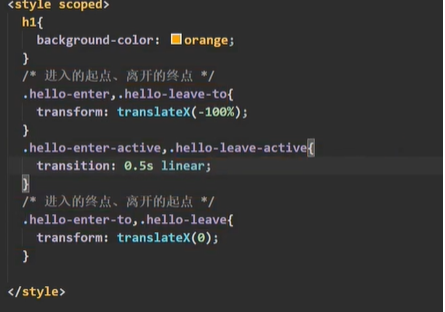 <style scoped>
h1{
background-color: orange;
}
/* 进入的起点、离开的终点 */
.hello-enter,.hello-leave-to{
transform: translateX(-100%);
}
.hello-enter-active,.hello-leave-active{
transition: 0.5s linear;
}
/* 进入的终点、离开的起点 */
.hello-enter-to,.hello-leave{
transform: translateX(0);
}
</style>